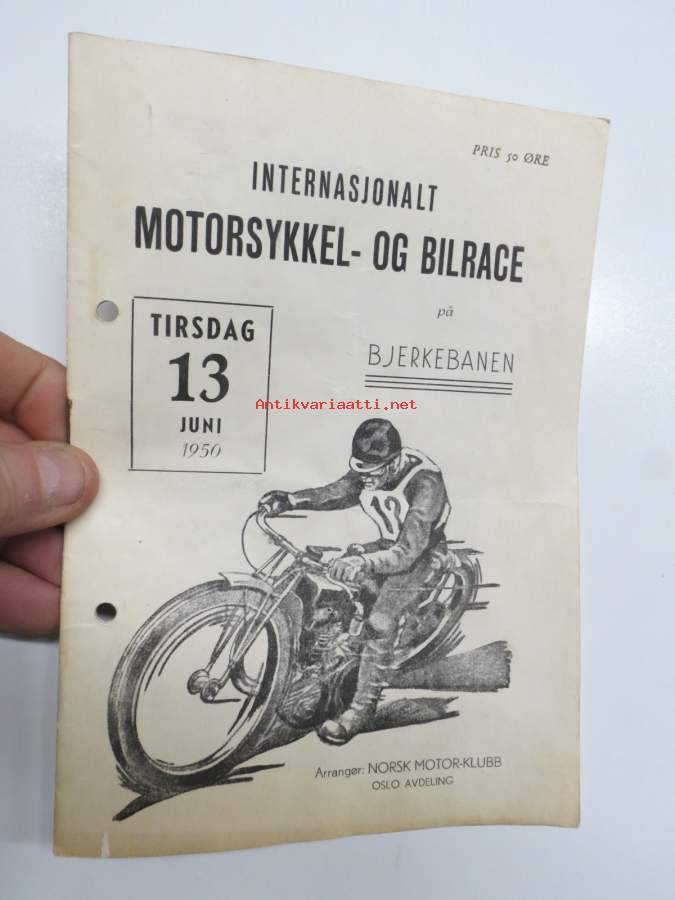 PRIS 50 ØRE
INTERNASJONALT
MOTORSYKKEL- OG BILRACE
på
BJERKEBANEN
TIRSDAG
13
JUNI
1950
Antikvariaatti.net
12
Arrangør: NORSK MOTOR-KLUBB
OSLO AVDELING